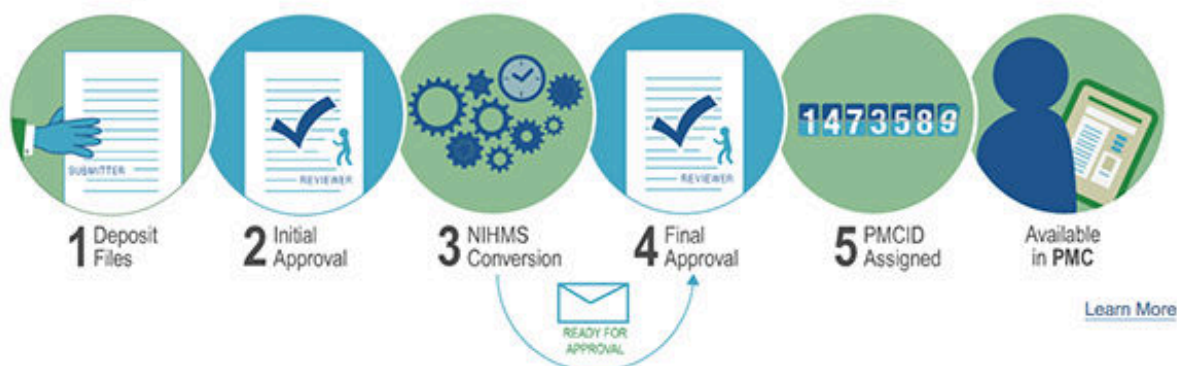 SUBMITTER
REVIEWER
REVIEWER
1473589
1 Deposit
Files
2 Initial
Approval
3 NIHMS
Conversion
4 Final
Approval
5 PMCID
Assigned
Available
in PMC
READY FOR
APPROVAL
Learn More